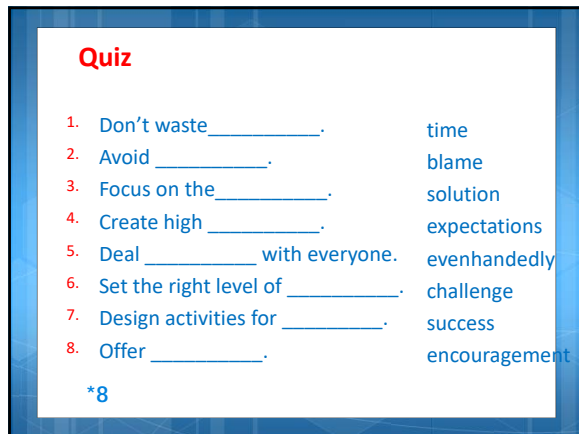 Quiz
1. Don’t waste__________. time
2. Avoid __________. blame
3. Focus on the__________. solution
4. Create high __________. expectations
5. Deal __________ with everyone. evenhandedly
6. Set the right level of __________. challenge
7. Design activities for _________. success
8. Offer __________. encouragement
*8